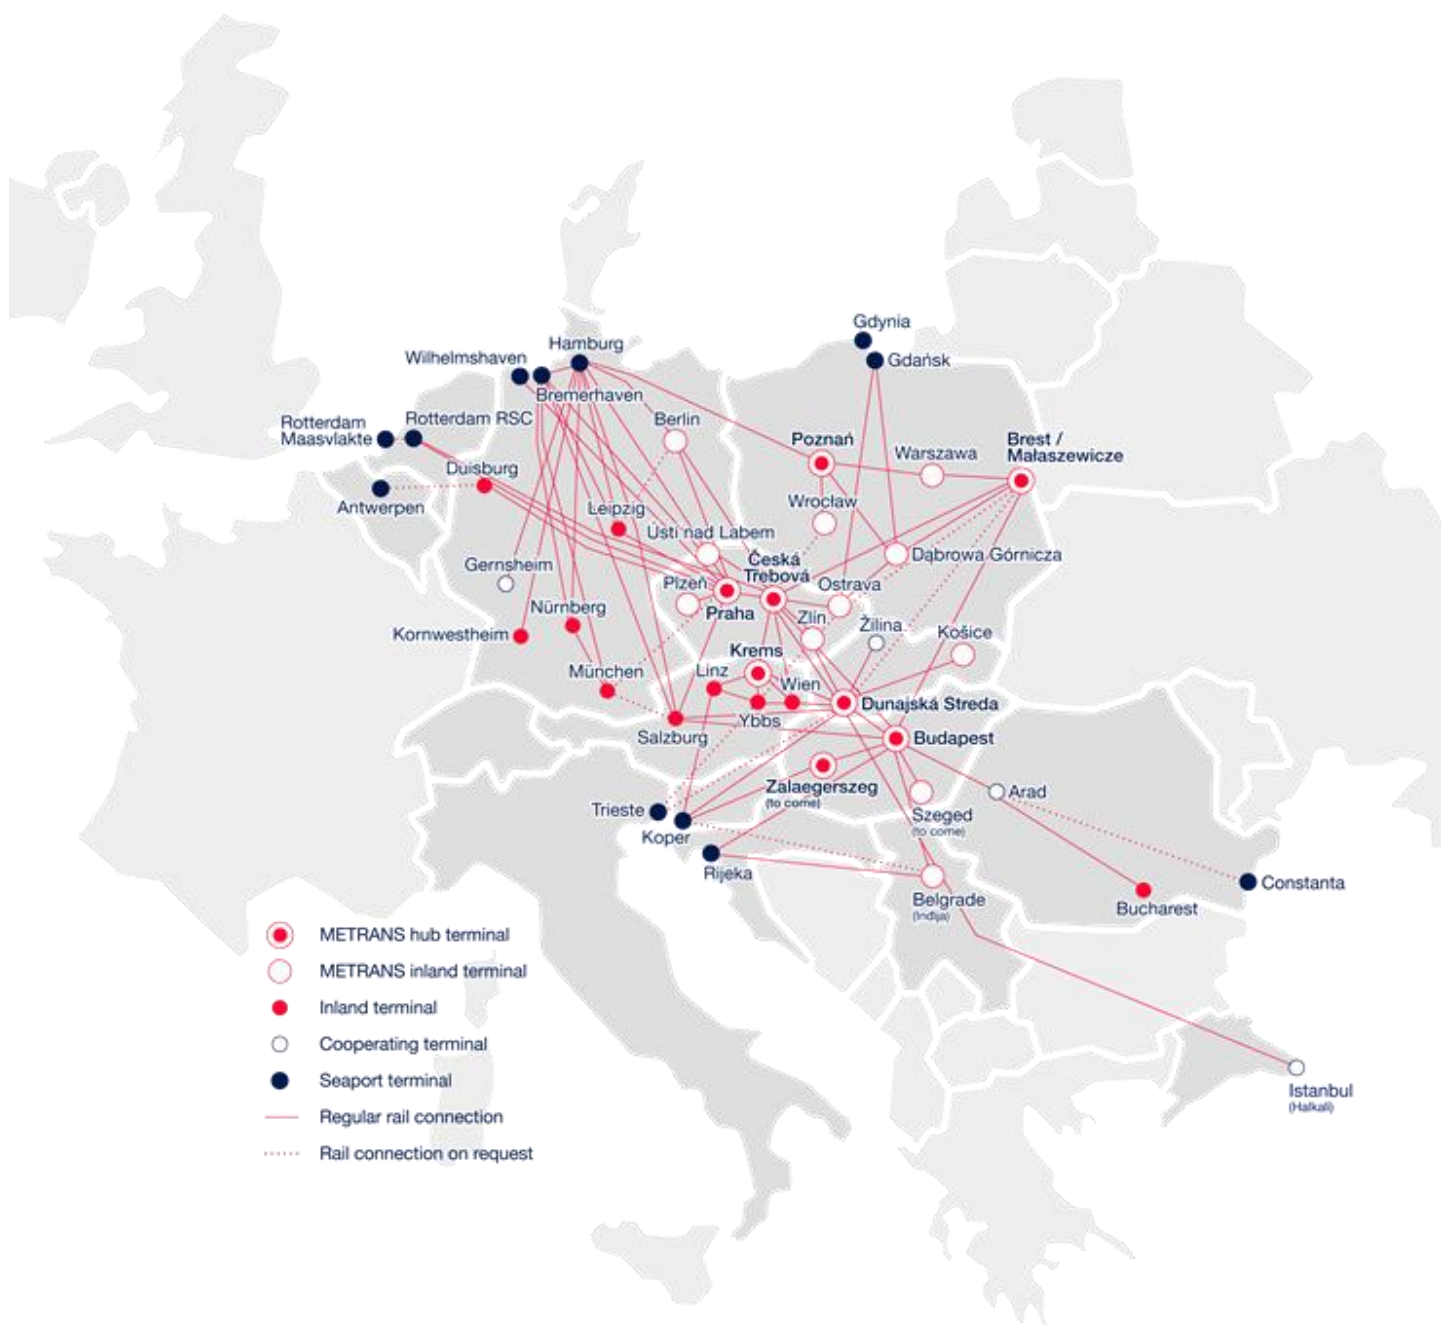 Gdynia
Hamburg
Gdańsk
Wilhelmshaven
Bremerhaven
Rotterdam
Maasvlakte
Rotterdam RSC
Berlin
Poznań
Warszawa
Brest /
Małaszewicze
Duisburg
Antwerpen
Leipzig
Wrocław
Ústí nad Labem
Dąbrowa Górnicza
Česká
Třebová
Gernsheim
Plzeň
Ostrava
Praha
Nürnberg
Zlín
Žilina
Kornwestheim
Košice
Krems
München
Linz
Wien
Dunajská Streda
Ybbs
Salzburg
Budapest
Zalaegerszeg
(to come)
Arad
Trieste
Szeged
(to come)
Koper
Rijeka
Constanta
Belgrade
(Indija)
Bucharest
METRANS hub terminal
METRANS inland terminal
Inland terminal
Cooperating terminal
Seaport terminal
Regular rail connection
Rail connection on request
Istanbul
(Halkali)